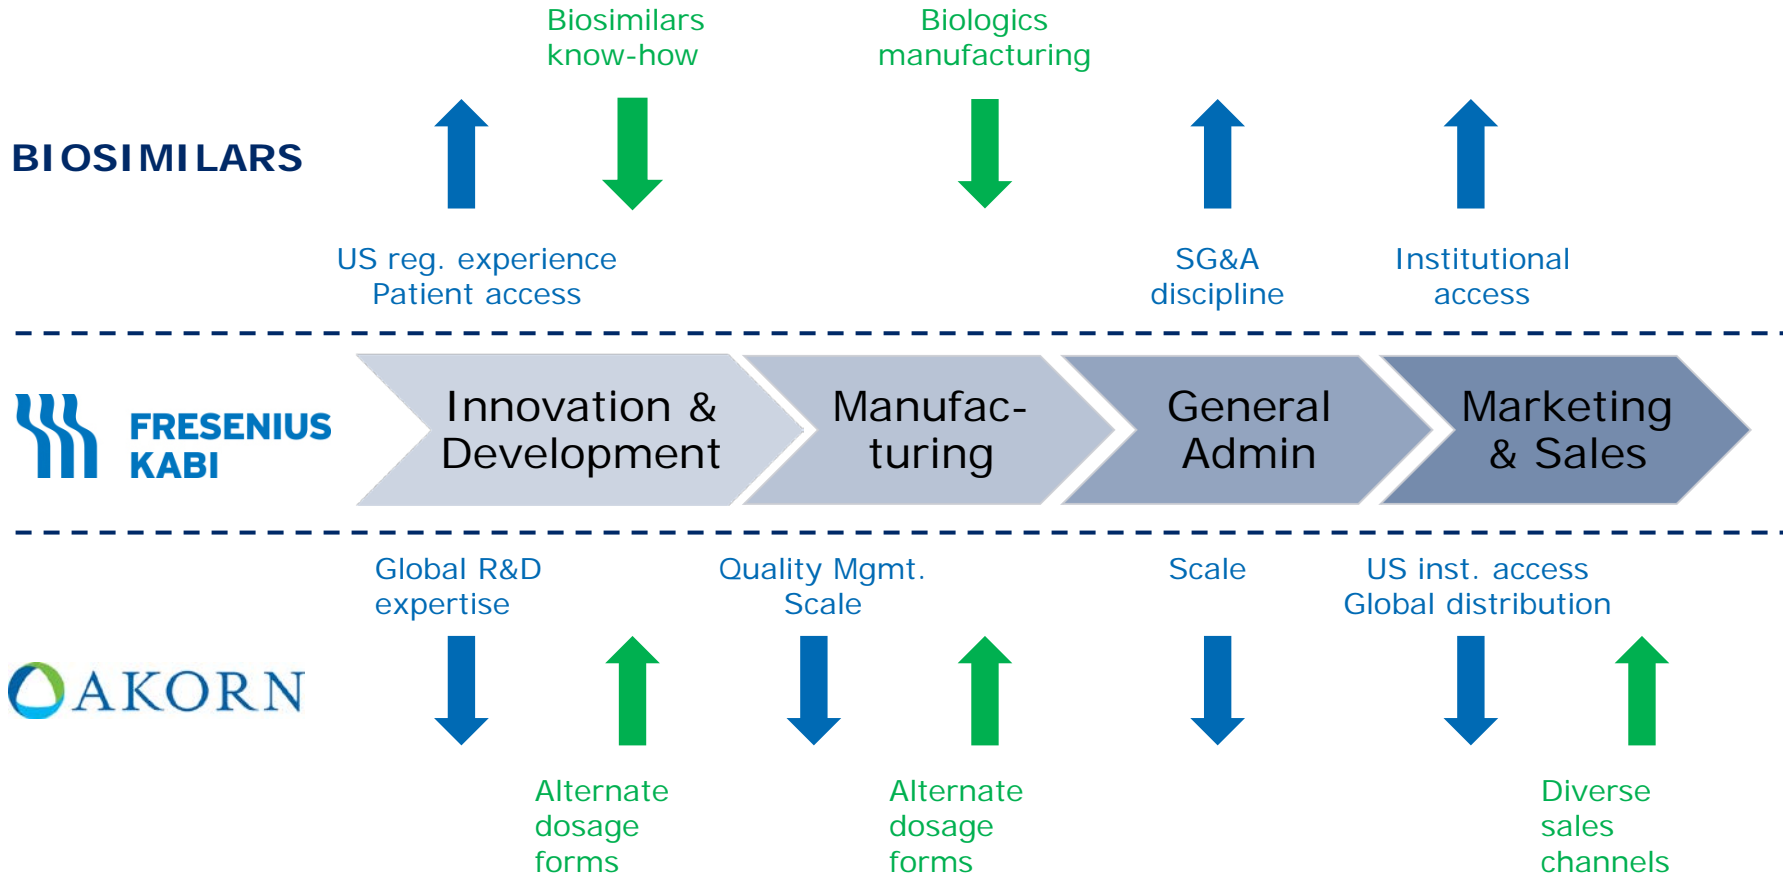 Biosimilars
know-how
Biologics
manufacturing
BIOSIMILARS
US reg. experience
Patient access
SG&A
discipline
Institutional
access
FRESENIUS
KABI
Innovation &
Development
Manufac-
turing
General
Admin
Marketing
& Sales
Global R&D
expertise
Quality Mgmt.
Scale
Scale
US inst. access
Global distribution
AKORN
Alternate
dosage
forms
Alternate
dosage
forms
Diverse
sales
channels